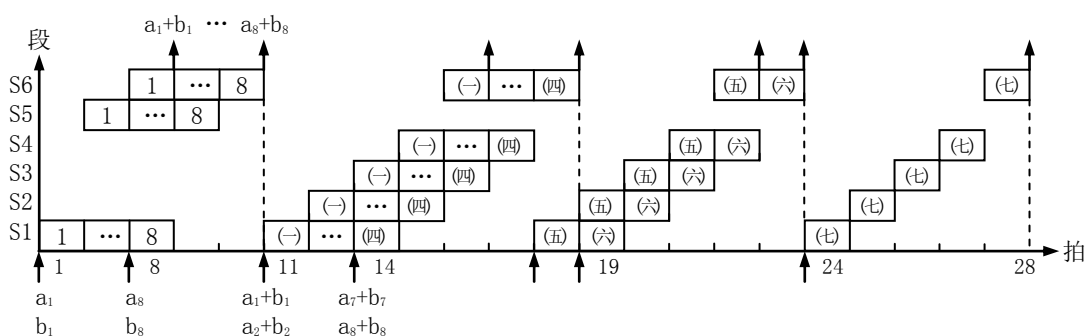 a₁+b₁ ⋯ a₈+b₈
段
S6 1 ⋯ 8 ㈠ ⋯ ㈣ ㈤ ㈥ ㈦
S5 1 ⋯ 8
S4 ㈠ ⋯ ㈣ ㈤ ㈥ ㈦
S3 ㈠ ⋯ ㈣ ㈤ ㈥ ㈦
S2 ㈠ ⋯ ㈣ ㈤ ㈥ ㈦
S1 1 ⋯ 8 ㈠ ⋯ ㈣ ㈤ ㈥ ㈦
拍
1 8 11 14 19 24 28
a₁ a₈ a₁+b₁ a₇+b₇
b₁ b₈ a₂+b₂ a₈+b₈